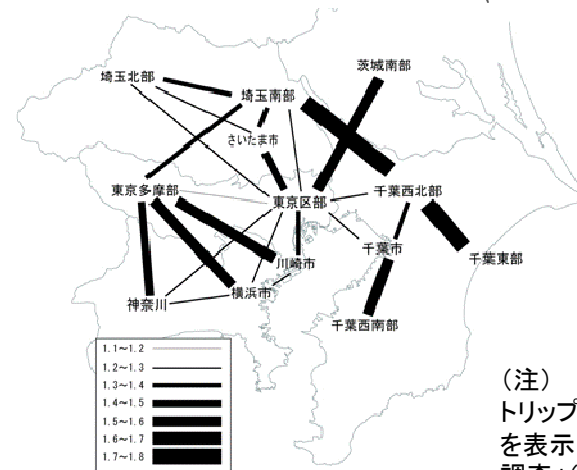 茨城南部
埼玉北部
埼玉南部
さいたま市
東京多摩部
東京区部
千葉西北部
千葉市
千葉東部
川崎市
横浜市
神奈川
千葉西南部
1.1～1.2
1.2～1.3
1.3～1.4
1.4～1.5
1.5～1.6
1.6～1.7
1.7～1.8
（注）
トリップ
を表示